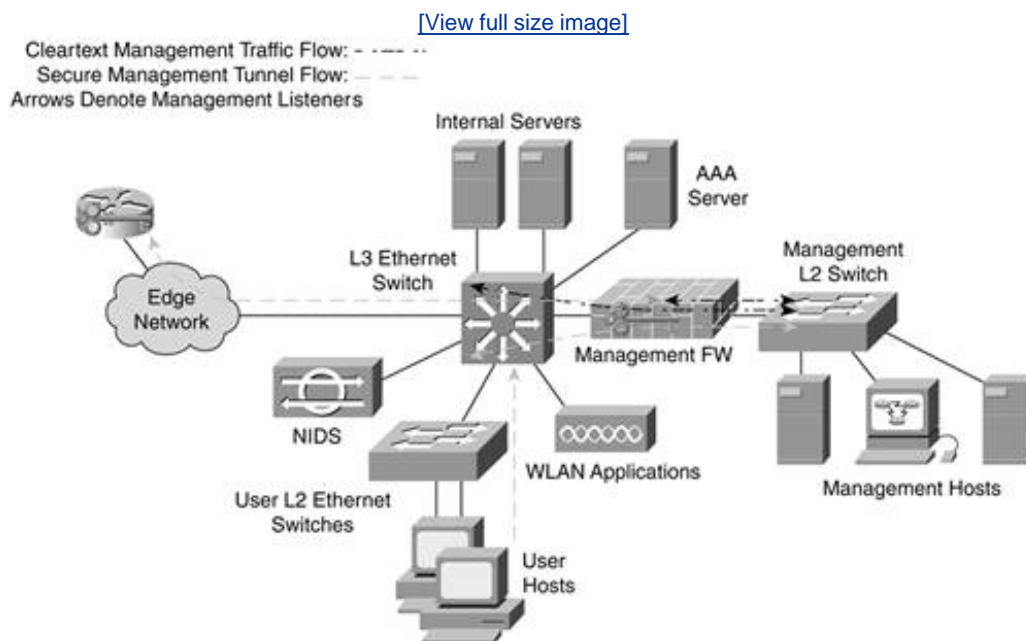 [View full size image]
Cleartext Management Traffic Flow:
Secure Management Tunnel Flow:
Arrows Denote Management Listeners
Internal Servers
AAA
Server
Management
L2 Switch
L3 Ethernet
Switch
Edge
Network
Management FW
NIDS
WLAN Applications
Management Hosts
User L2 Ethernet
Switches
User
Hosts